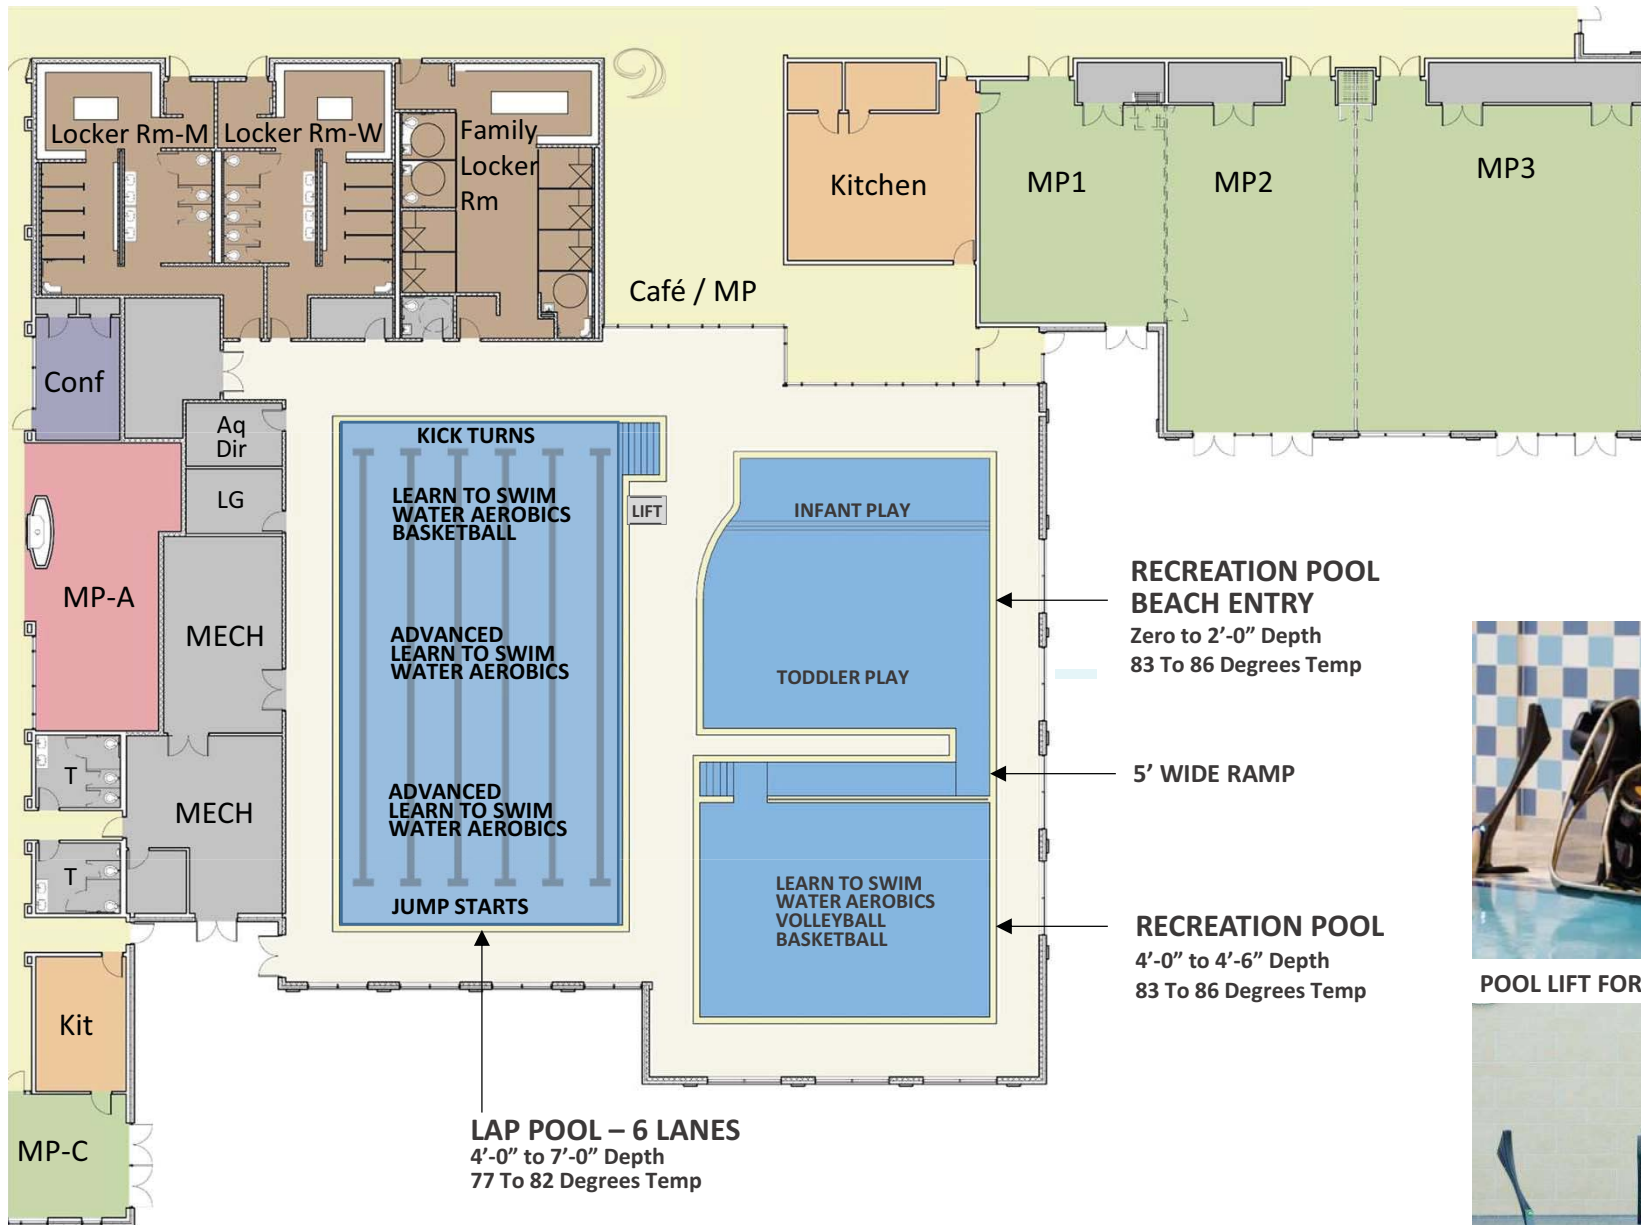 Locker Rm-M
Locker Rm-W
Family
Locker
Rm
Kitchen
MP1
MP2
MP3
Café / MP
Conf
Aq
Dir
LG
MP-A
MECH
T
MECH
T
Kit
MP-C
KICK TURNS
LEARN TO SWIM
WATER AEROBICS
BASKETBALL
LIFT
ADVANCED
LEARN TO SWIM
WATER AEROBICS
ADVANCED
LEARN TO SWIM
WATER AEROBICS
JUMP STARTS
INFANT PLAY
TODDLER PLAY
LEARN TO SWIM
WATER AEROBICS
VOLLEYBALL
BASKETBALL
RECREATION POOL
BEACH ENTRY
Zero to 2’-0” Depth
83 To 86 Degrees Temp
5’ WIDE RAMP
RECREATION POOL
4’-0” to 4’-6” Depth
83 To 86 Degrees Temp
POOL LIFT FOR
LAP POOL – 6 LANES
4’-0” to 7’-0” Depth
77 To 82 Degrees Temp